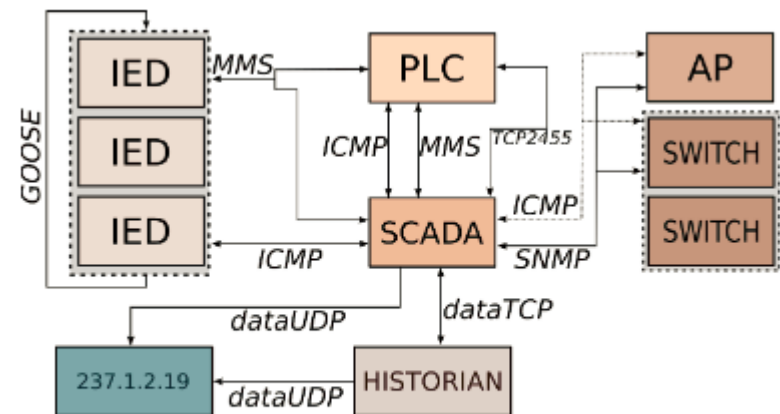 GOOSE
IED
MMS
PLC
AP
IED
ICMP
MMS
TCP2455
SWITCH
IED
SCADA
ICMP
SWITCH
ICMP
SNMP
dataUDP
dataTCP
237.1.2.19
dataUDP
HISTORIAN